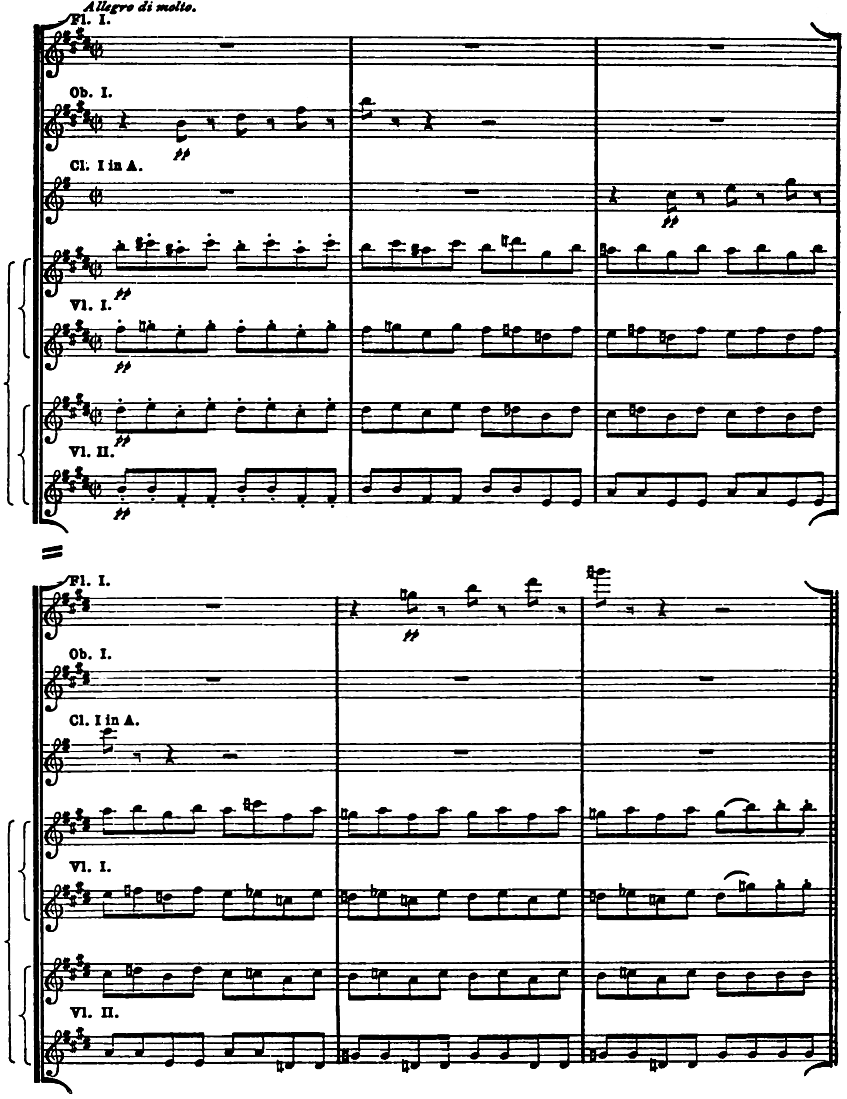 Allegro di molto.
Fl. I.
Ob. I.
pp
Cl. I in A.
pp
pp
Vl. I.
pp
pp
Vl. II.
pp
Fl. I.
pp
Ob. I.
Cl. I in A.
Vl. I.
Vl. II.